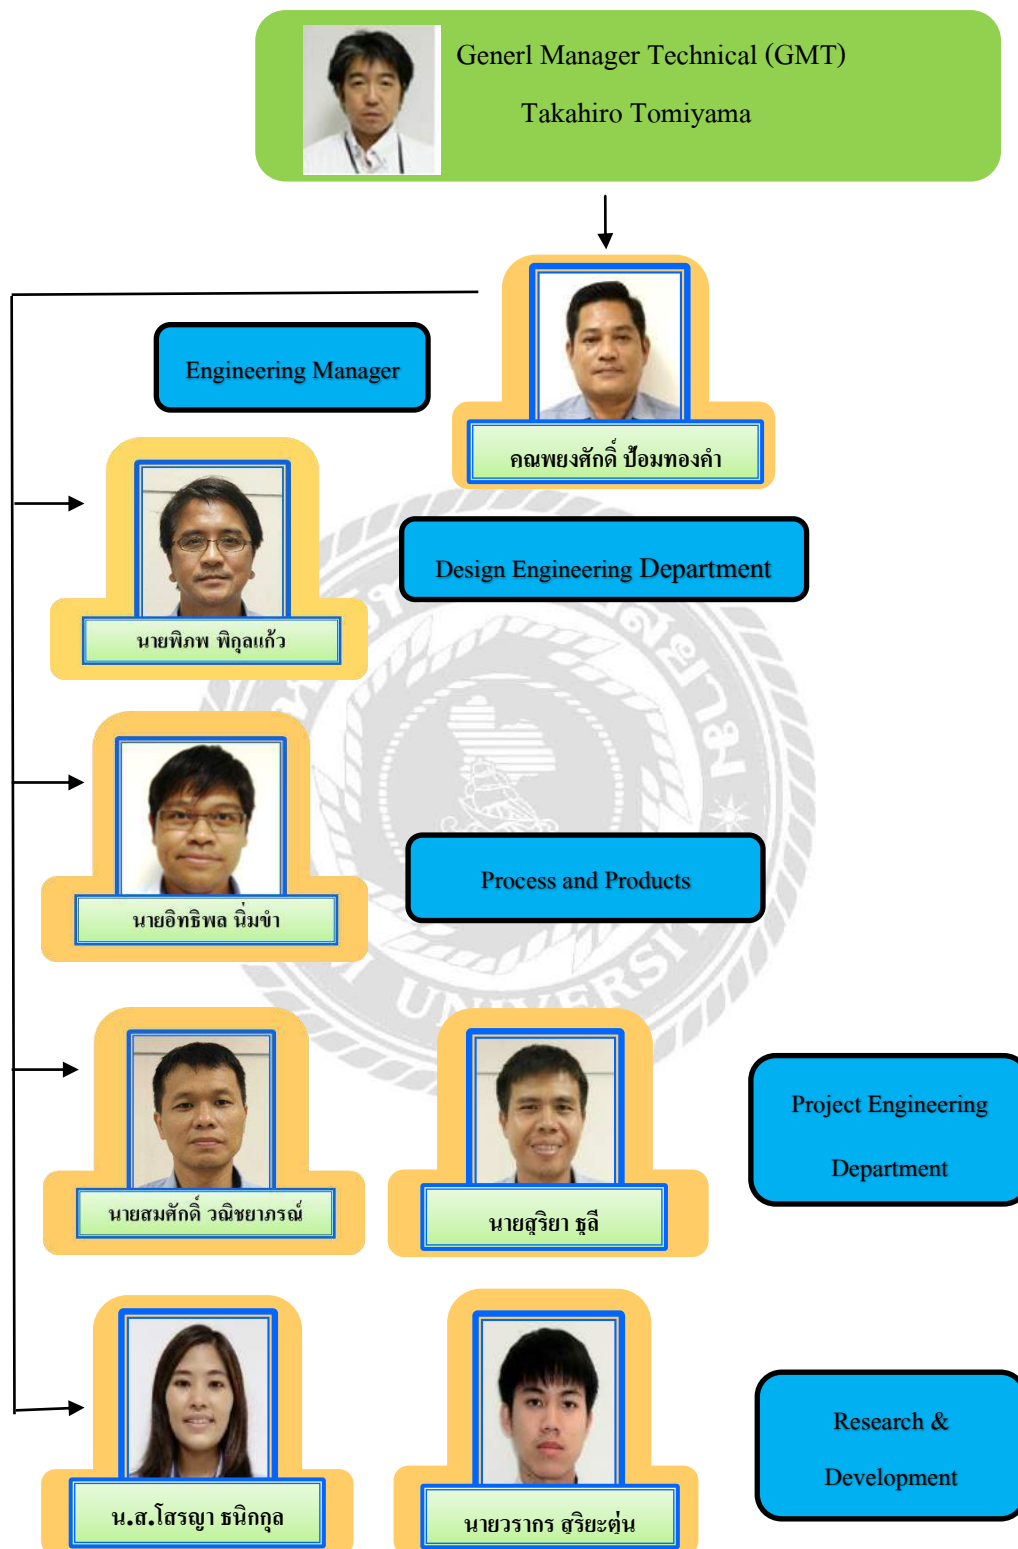 Generl Manager Technical (GMT)
Takahiro Tomiyama
Engineering Manager
คณพยงศักดิ์ ป้อมทองคำ
นายพิภพ พิกุลแก้ว
Design Engineering Department
นายอิทธิพล นิ่มขำ
Process and Products
นายสมศักดิ์ วณิชยาภรณ์
นายสุริยา ธุลี
Project Engineering
Department
น.ส.โสรญา ธนิกกุล
นายวรากร สุริยะตุ่น
Research &
Development